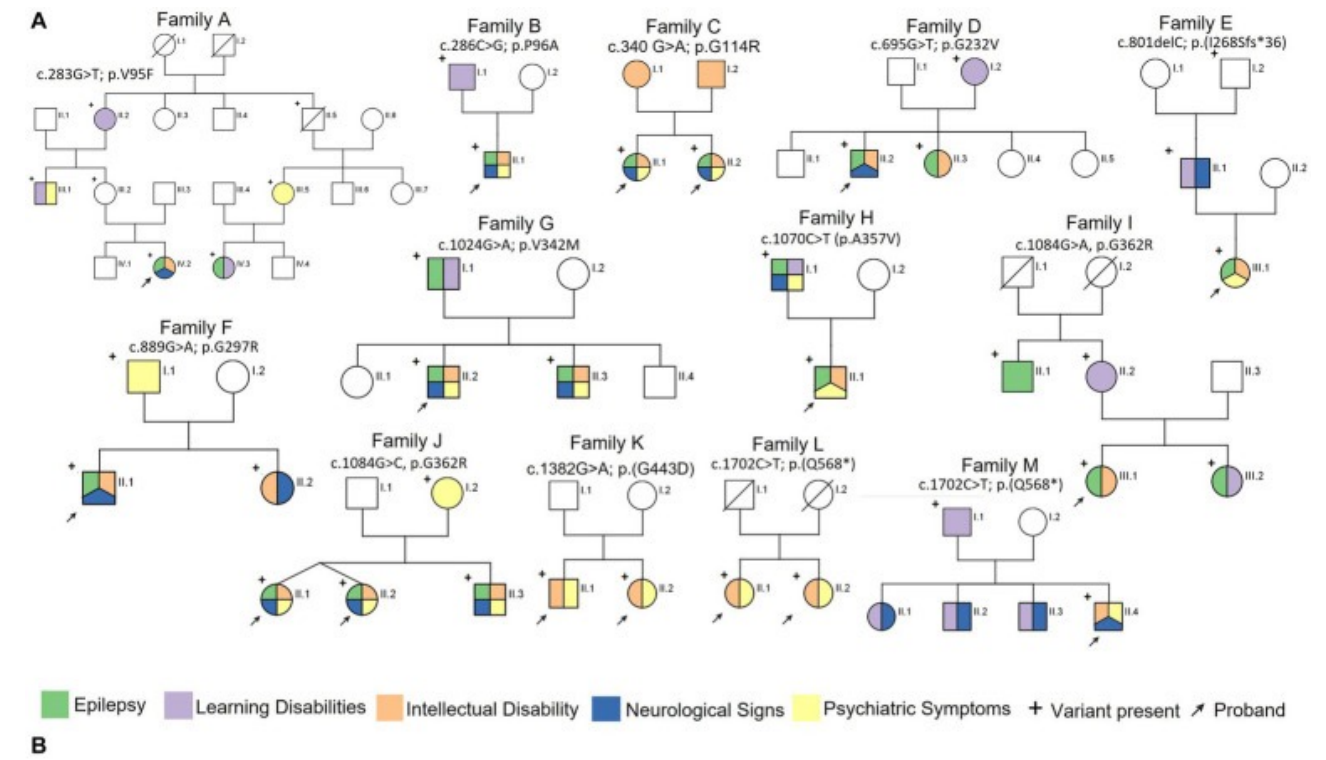 A
Family A
I.1
I.2
c.283G>T; p.V95F
II.1
II.2
II.3
II.4
II.5
II.6
III.1
III.2
III.3
III.4
III.5
III.6
III.7
IV.1
IV.2
IV.3
IV.4
Family B
c.286C>G; p.P96A
I.1
I.2
II.1
Family C
c.340 G>A; p.G114R
I.1
I.2
II.1
II.2
Family D
c.695G>T; p.G232V
I.1
I.2
II.1
II.2
II.3
II.4
II.5
Family E
c.801delC; p.(I268Sfs*36)
I.1
I.2
II.1
II.2
III.1
Family F
c.889G>A; p.G297R
I.1
I.2
II.1
II.2
Family G
c.1024G>A; p.V342M
I.1
I.2
II.1
II.2
II.3
II.4
Family H
c.1070C>T (p.A357V)
I.1
I.2
II.1
Family I
c.1084G>A, p.G362R
I.1
I.2
II.1
II.2
II.3
III.1
III.2
Family J
c.1084G>C, p.G362R
I.1
I.2
II.1
II.2
II.3
Family K
c.1382G>A; p.(G443D)
I.1
I.2
II.1
II.2
Family L
c.1702C>T; p.(Q568*)
I.1
I.2
II.1
II.2
Family M
c.1702C>T; p.(Q568*)
I.1
I.2
II.1
II.2
II.3
II.4
Epilepsy Learning Disabilities Intellectual Disability Neurological Signs Psychiatric Symptoms + Variant present Proband
B